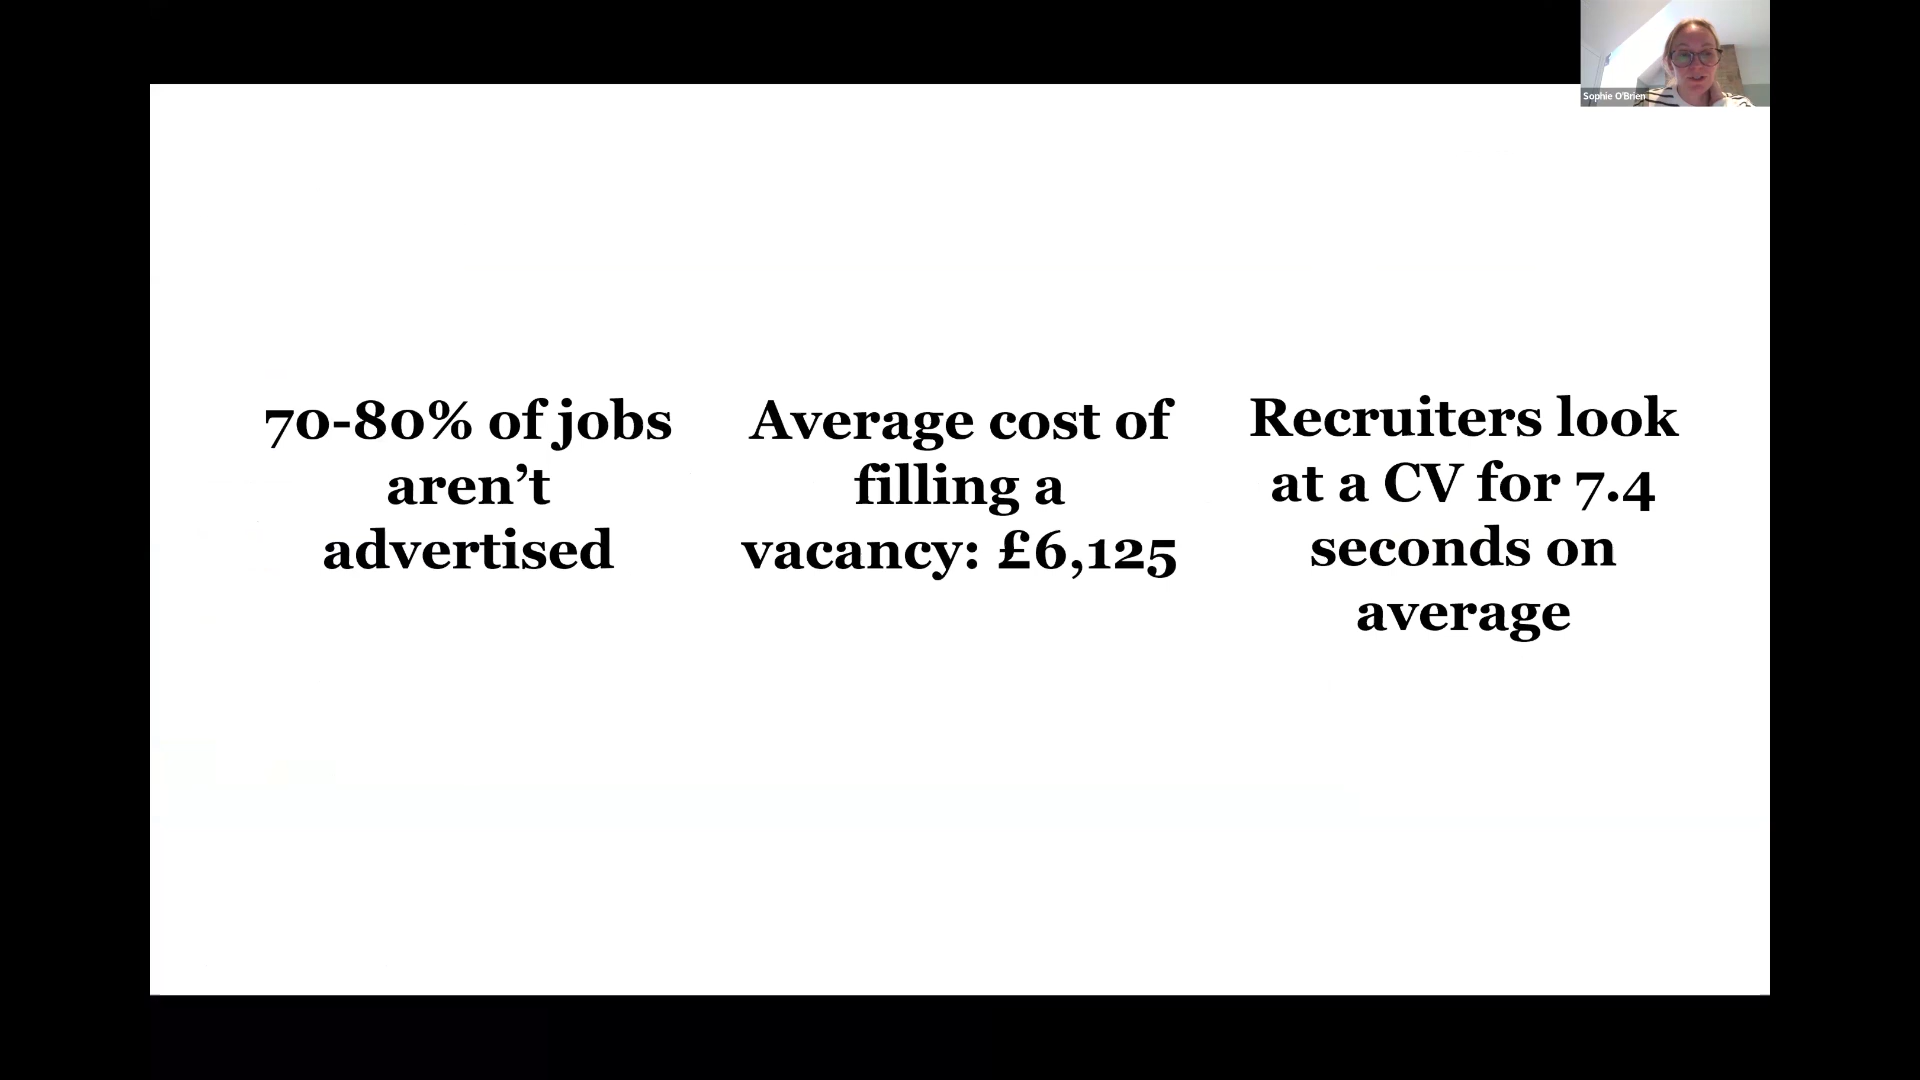 Sophie O'Brien
70-80% of jobs
aren’t
advertised
Average cost of
filling a
vacancy: £6,125
Recruiters look
at a CV for 7.4
seconds on
average